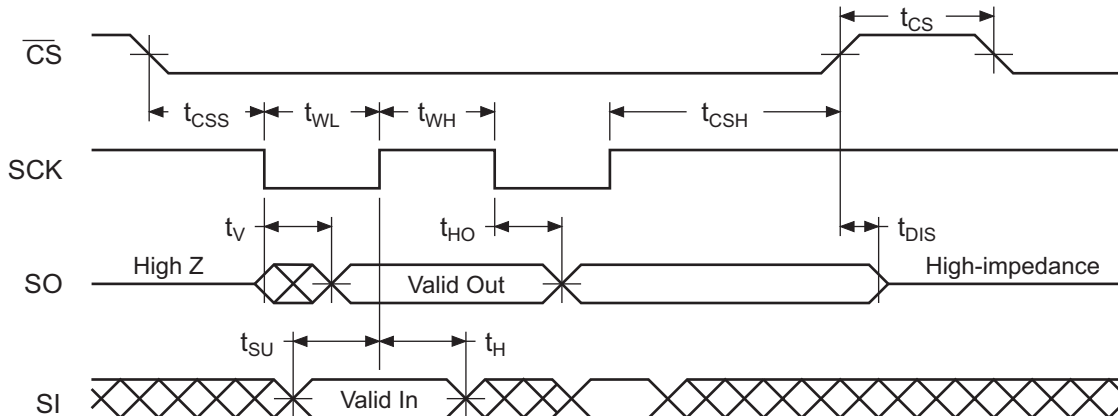 t_CS
C̅S̅
t_CSS t_WL t_WH t_CSH
SCK
t_V t_HO t_DIS
SO High Z Valid Out High-impedance
t_SU t_H
SI Valid In